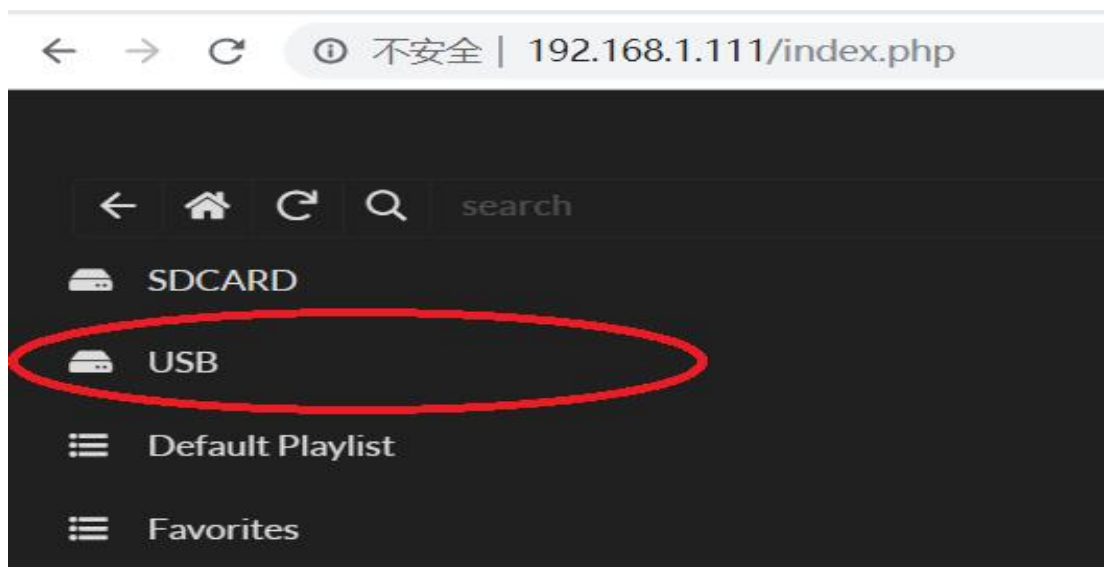 不安全 | 192.168.1.111/index.php
search
SDCARD
USB
Default Playlist
Favorites